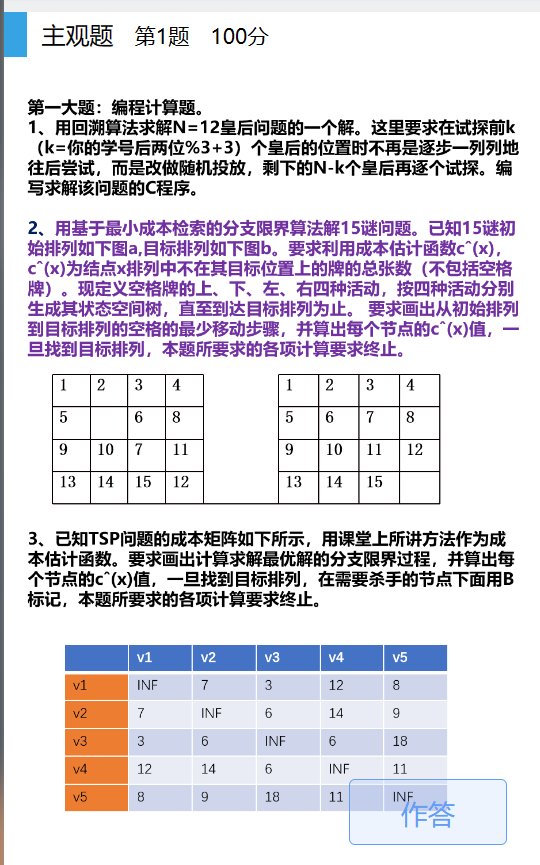 主观题 第1题 100分
第一大题：编程计算题。
1、用回溯算法求解N=12皇后问题的一个解。这里要求在试探前k
（k=你的学号后两位%3+3）个皇后的位置时不再是逐步一列列地
往后尝试，而是改做随机投放，剩下的N-k个皇后再逐个试探。编
写求解该问题的C程序。
2、用基于最小成本检索的分支限界算法解15谜问题。已知15谜初
始排列如下图a,目标排列如下图b。要求利用成本估计函数c^(x)，
c^(x)为结点x排列中不在其目标位置上的牌的总张数（不包括空格
牌）。现定义空格牌的上、下、左、右四种活动，按四种活动分别
生成其状态空间树，直至到达目标排列为止。 要求画出从初始排列
到目标排列的空格的最少移动步骤，并算出每个节点的c^(x)值，一
旦找到目标排列，本题所要求的各项计算要求终止。
1 2 3 4
5 6 8
9 10 7 11
13 14 15 12
1 2 3 4
5 6 7 8
9 10 11 12
13 14 15
3、已知TSP问题的成本矩阵如下所示，用课堂上所讲方法作为成
本估计函数。要求画出计算求解最优解的分支限界过程，并算出每
个节点的c^(x)值，一旦找到目标排列，在需要杀手的节点下面用B
标记，本题所要求的各项计算要求终止。
v1 v2 v3 v4 v5
v1 INF 7 3 12 8
v2 7 INF 6 14 9
v3 3 6 INF 6 18
v4 12 14 6 INF 11
v5 8 9 18 11 INF
作答